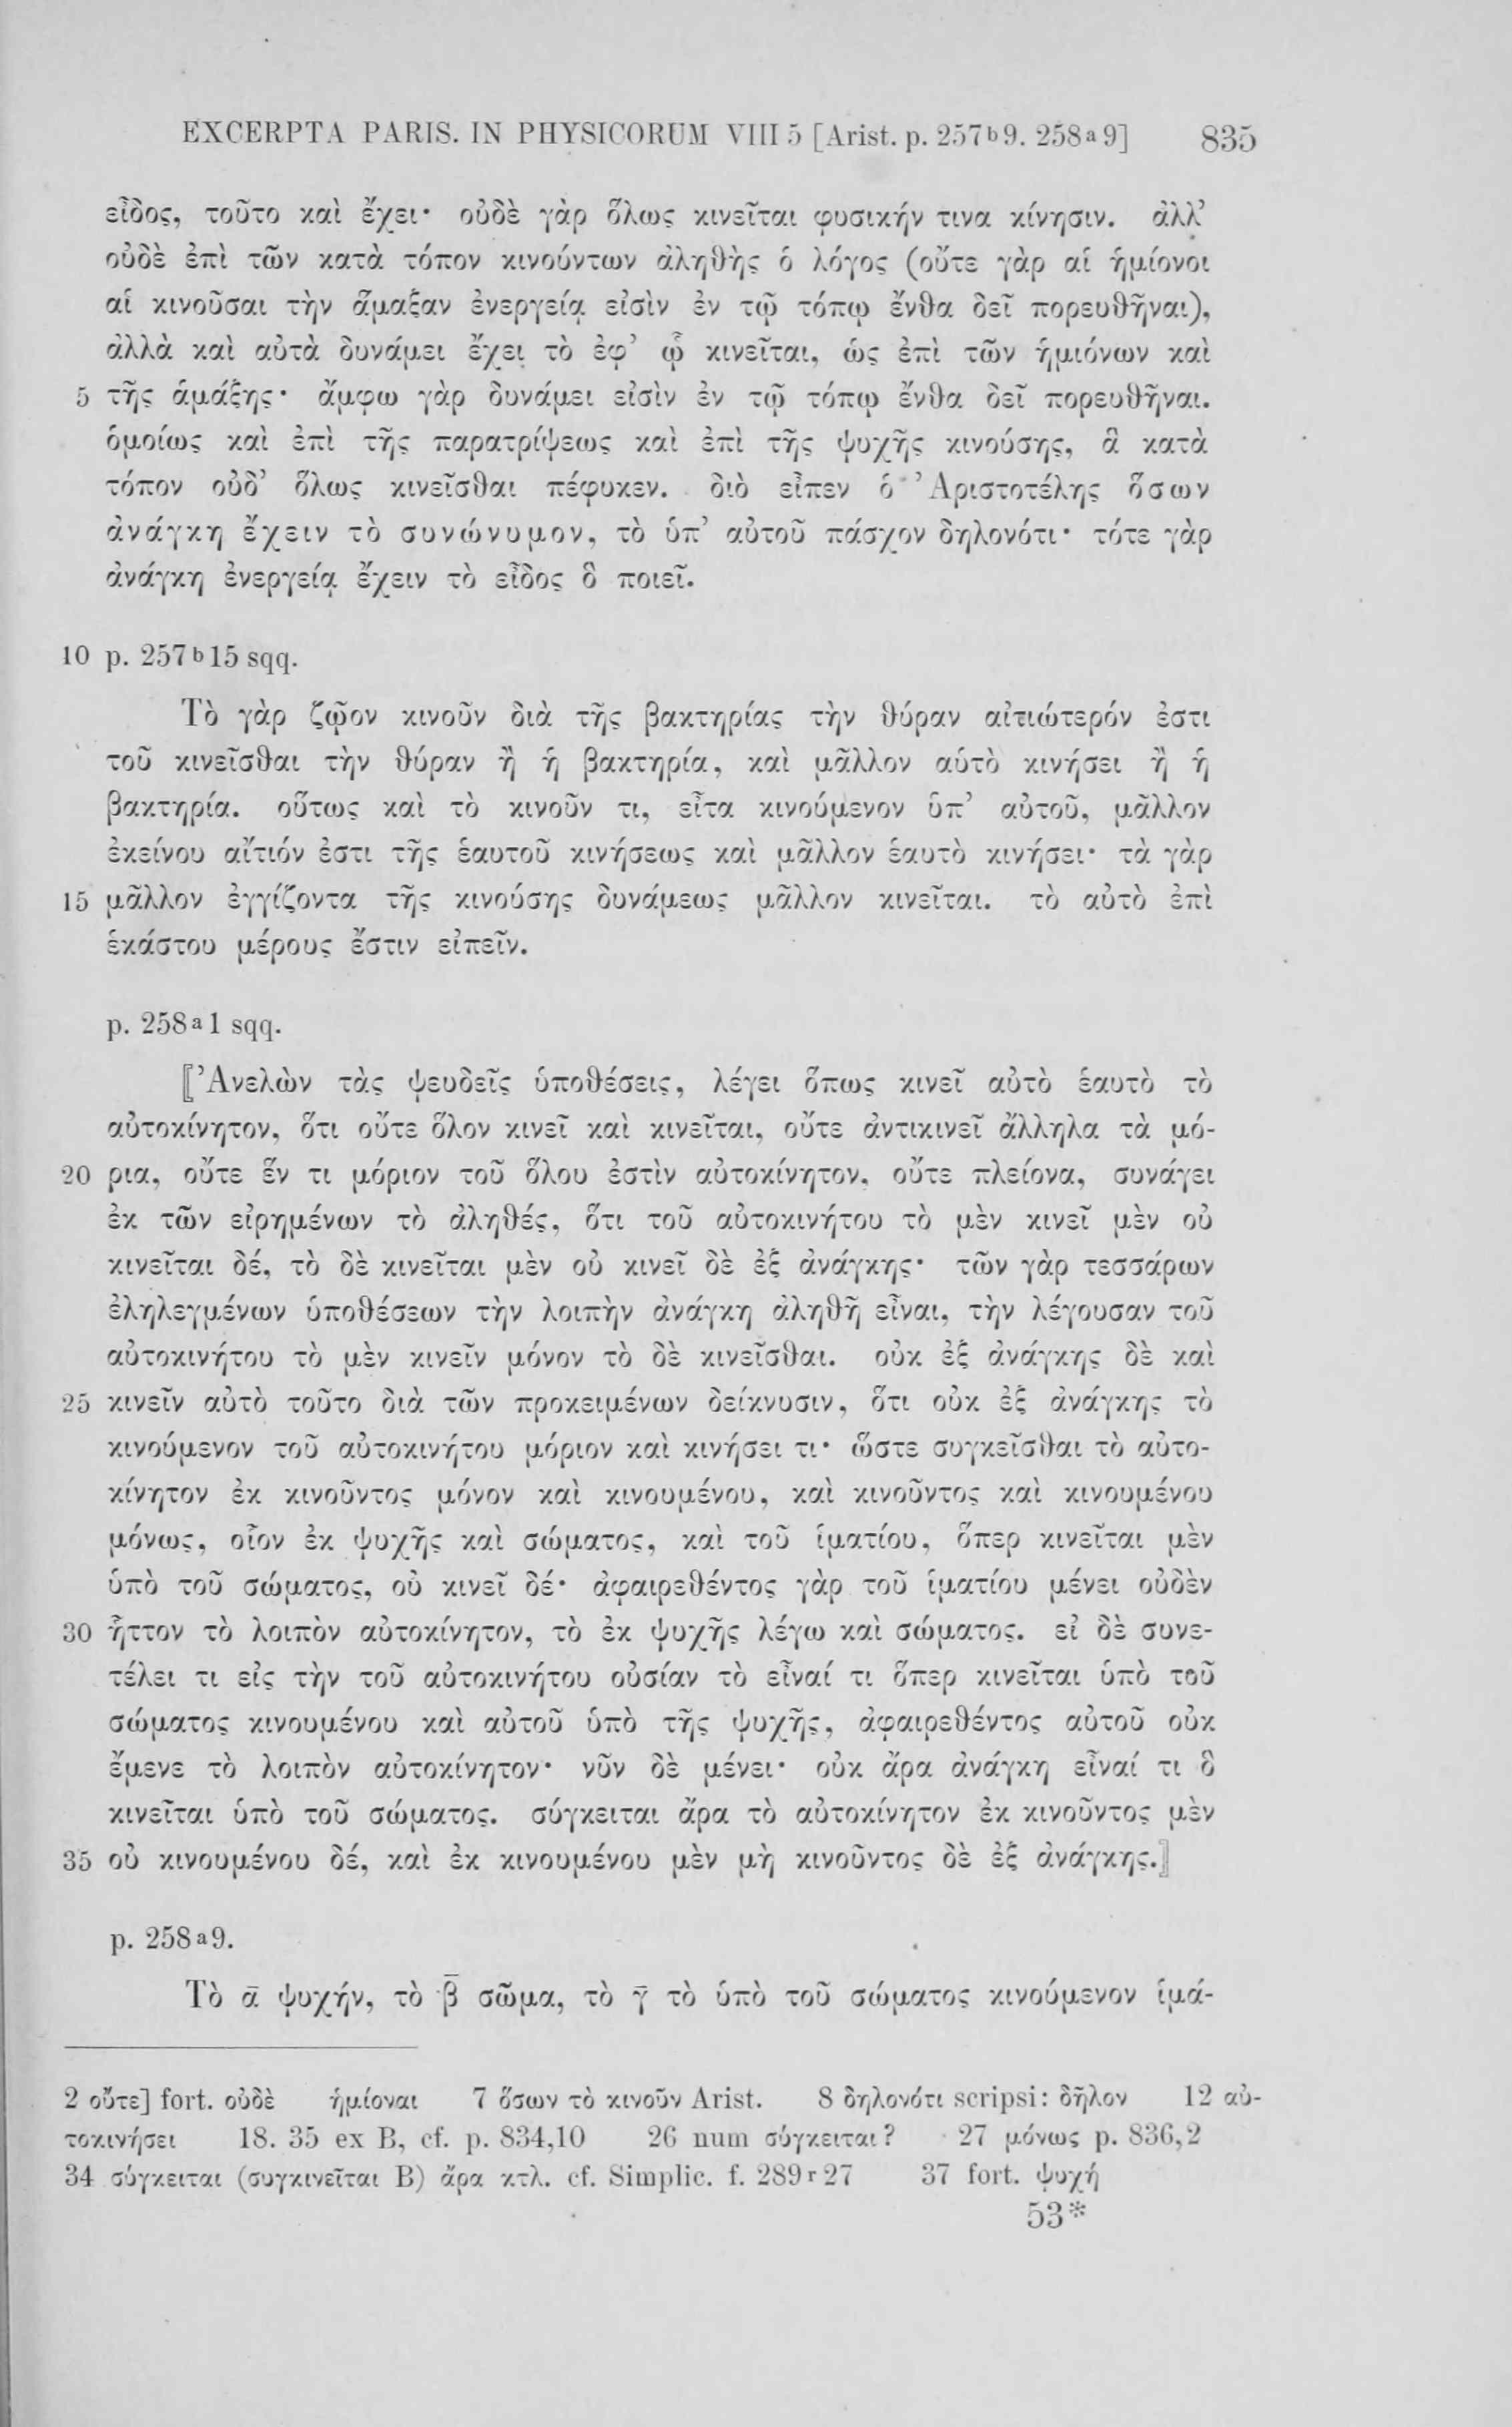 EXCERPTA PARIS. IN PHYSICORUM VIII 5 [Arist. p. 257ᵇ9. 258ᵃ9] 835
εἶδος, τοῦτο καὶ ἔχει· οὐδὲ γὰρ ὅλως κινεῖται φυσικήν τινα κίνησιν. ἀλλ’
οὐδὲ ἐπὶ τῶν κατὰ τόπον κινούντων ἀληθὴς ὁ λόγος (οὔτε γὰρ αἱ ἡμίονοι
αἱ κινοῦσαι τὴν ἅμαξαν ἐνεργείᾳ εἰσὶν ἐν τῷ τόπῳ ἔνθα δεῖ πορευθῆναι),
ἀλλὰ καὶ αὐτὰ δυνάμει ἔχει τὸ ἐφ’ ᾧ κινεῖται, ὡς ἐπὶ τῶν ἡμιόνων καὶ
5 τῆς ἁμάξης· ἄμφω γὰρ δυνάμει εἰσὶν ἐν τῷ τόπῳ ἔνθα δεῖ πορευθῆναι.
ὁμοίως καὶ ἐπὶ τῆς παρατρίψεως καὶ ἐπὶ τῆς ψυχῆς κινούσης, ἃ κατὰ
τόπον οὐδ’ ὅλως κινεῖσθαι πέφυκεν. διὸ εἶπεν ὁ Ἀριστοτέλης ὅσων
ἀνάγκη ἔχειν τὸ συνώνυμον, τὸ ὑπ’ αὐτοῦ πάσχον δηλονότι· τότε γὰρ
ἀνάγκη ἐνεργείᾳ ἔχειν τὸ εἶδος ὃ ποιεῖ.
10 p. 257ᵇ15 sqq.
Τὸ γὰρ ζῷον κινοῦν διὰ τῆς βακτηρίας τὴν θύραν αἰτιώτερόν ἐστι
τοῦ κινεῖσθαι τὴν θύραν ἢ ἡ βακτηρία, καὶ μᾶλλον αὐτὸ κινήσει ἢ ἡ
βακτηρία. οὕτως καὶ τὸ κινοῦν τι, εἶτα κινούμενον ὑπ’ αὐτοῦ, μᾶλλον
ἐκείνου αἴτιόν ἐστι τῆς ἑαυτοῦ κινήσεως καὶ μᾶλλον ἑαυτὸ κινήσει· τὰ γὰρ
15 μᾶλλον ἐγγίζοντα τῆς κινούσης δυνάμεως μᾶλλον κινεῖται. τὸ αὐτὸ ἐπὶ
ἑκάστου μέρους ἔστιν εἰπεῖν.
p. 258ᵃ1 sqq.
⟦Ἀνελὼν τὰς ψευδεῖς ὑποθέσεις, λέγει ὅπως κινεῖ αὐτὸ ἑαυτὸ τὸ
αὐτοκίνητον, ὅτι οὔτε ὅλον κινεῖ καὶ κινεῖται, οὔτε ἀντικινεῖ ἄλληλα τὰ μό-
20 ρια, οὔτε ἕν τι μόριον τοῦ ὅλου ἐστὶν αὐτοκίνητον, οὔτε πλείονα, συνάγει
ἐκ τῶν εἰρημένων τὸ ἀληθές, ὅτι τοῦ αὐτοκινήτου τὸ μὲν κινεῖ μὲν οὐ
κινεῖται δέ, τὸ δὲ κινεῖται μὲν οὐ κινεῖ δὲ ἐξ ἀνάγκης· τῶν γὰρ τεσσάρων
ἐληλεγμένων ὑποθέσεων τὴν λοιπὴν ἀνάγκη ἀληθῆ εἶναι, τὴν λέγουσαν τοῦ
αὐτοκινήτου τὸ μὲν κινεῖν μόνον τὸ δὲ κινεῖσθαι. οὐκ ἐξ ἀνάγκης δὲ καὶ
25 κινεῖν αὐτὸ τοῦτο διὰ τῶν προκειμένων δείκνυσιν, ὅτι οὐκ ἐξ ἀνάγκης τὸ
κινούμενον τοῦ αὐτοκινήτου μόριον καὶ κινήσει τι· ὥστε συγκεῖσθαι τὸ αὐτο-
κίνητον ἐκ κινοῦντος μόνον καὶ κινουμένου, καὶ κινοῦντος καὶ κινουμένου
μόνως, οἷον ἐκ ψυχῆς καὶ σώματος, καὶ τοῦ ἱματίου, ὅπερ κινεῖται μὲν
ὑπὸ τοῦ σώματος, οὐ κινεῖ δέ· ἀφαιρεθέντος γὰρ τοῦ ἱματίου μένει οὐδὲν
30 ἧττον τὸ λοιπὸν αὐτοκίνητον, τὸ ἐκ ψυχῆς λέγω καὶ σώματος. εἰ δὲ συνε-
τέλει τι εἰς τὴν τοῦ αὐτοκινήτου οὐσίαν τὸ εἶναί τι ὅπερ κινεῖται ὑπὸ τοῦ
σώματος κινουμένου καὶ αὐτοῦ ὑπὸ τῆς ψυχῆς, ἀφαιρεθέντος αὐτοῦ οὐκ
ἔμενε τὸ λοιπὸν αὐτοκίνητον· νῦν δὲ μένει· οὐκ ἄρα ἀνάγκη εἶναί τι ὃ
κινεῖται ὑπὸ τοῦ σώματος. σύγκειται ἄρα τὸ αὐτοκίνητον ἐκ κινοῦντος μὲν
35 οὐ κινουμένου δέ, καὶ ἐκ κινουμένου μὲν μὴ κινοῦντος δὲ ἐξ ἀνάγκης.⟧
p. 258ᵃ9.
Τὸ ᾱ ψυχήν, τὸ β̄ σῶμα, τὸ γ̄ τὸ ὑπὸ τοῦ σώματος κινούμενον ἱμά-
2 οὔτε] fort. οὐδὲ ἡμίοναι 7 ὅσων τὸ κινοῦν Arist. 8 δηλονότι scripsi: δῆλον 12 αὐ-
τοκινήσει 18. 35 ex B, cf. p. 834,10 26 num σύγκειται? 27 μόνως p. 836,2
34 σύγκειται (συγκινεῖται B) ἄρα κτλ. cf. Simplic. f. 289ʳ27 37 fort. ψυχή
53*